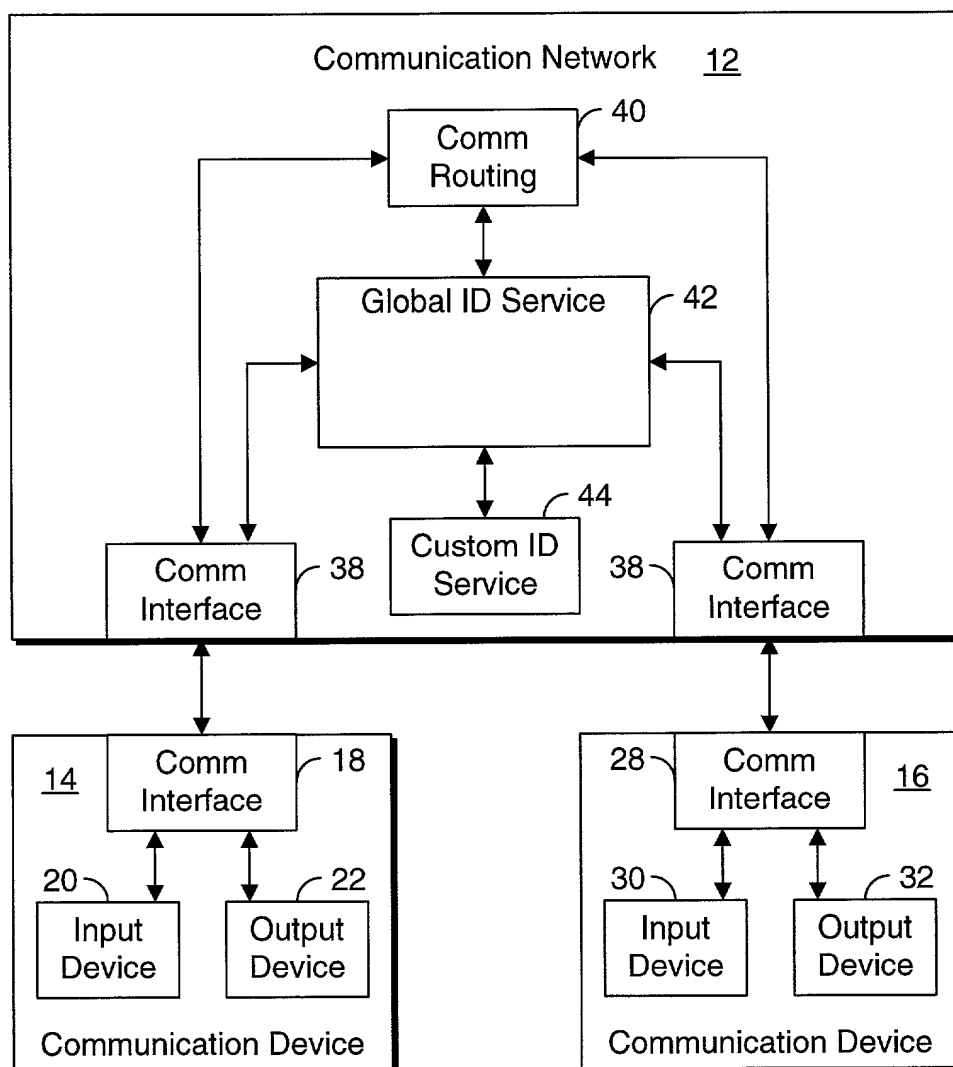 Communication Network 12
40
Comm
Routing
Global ID Service
42
44
Custom ID
Service
Comm
Interface
38
38
Comm
Interface
14
Comm
Interface
18
20
Input
Device
22
Output
Device
Communication Device
28
Comm
Interface
16
30
Input
Device
32
Output
Device
Communication Device